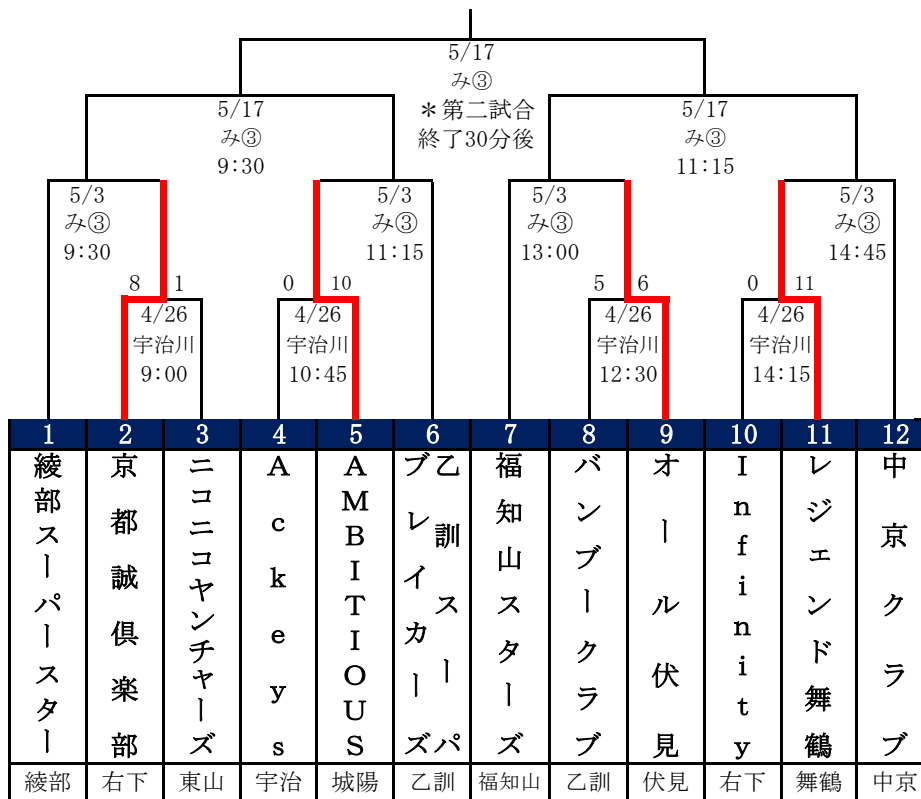 5/17
み③
＊第二試合
終了30分後
5/17
み③
9:30
5/17
み③
11:15
5/3
み③
9:30
5/3
み③
11:15
5/3
み③
13:00
5/3
み③
14:45
8 1
4/26
宇治川
9:00
0 10
4/26
宇治川
10:45
5 6
4/26
宇治川
12:30
0 11
4/26
宇治川
14:15
1 2 3 4 5 6 7 8 9 10 11 12
綾部スーパースター
京都誠倶楽部
ニコニコヤンチャーズ
Ackeys
AMBITIOUS
乙訓スーパ
ブレイカーズ
福知山スターズ
バンブークラブ
オール伏見
Infinity
レジェンド舞鶴
中京クラブ
綾部 右下 東山 宇治 城陽 乙訓 福知山 乙訓 伏見 右下 舞鶴 中京